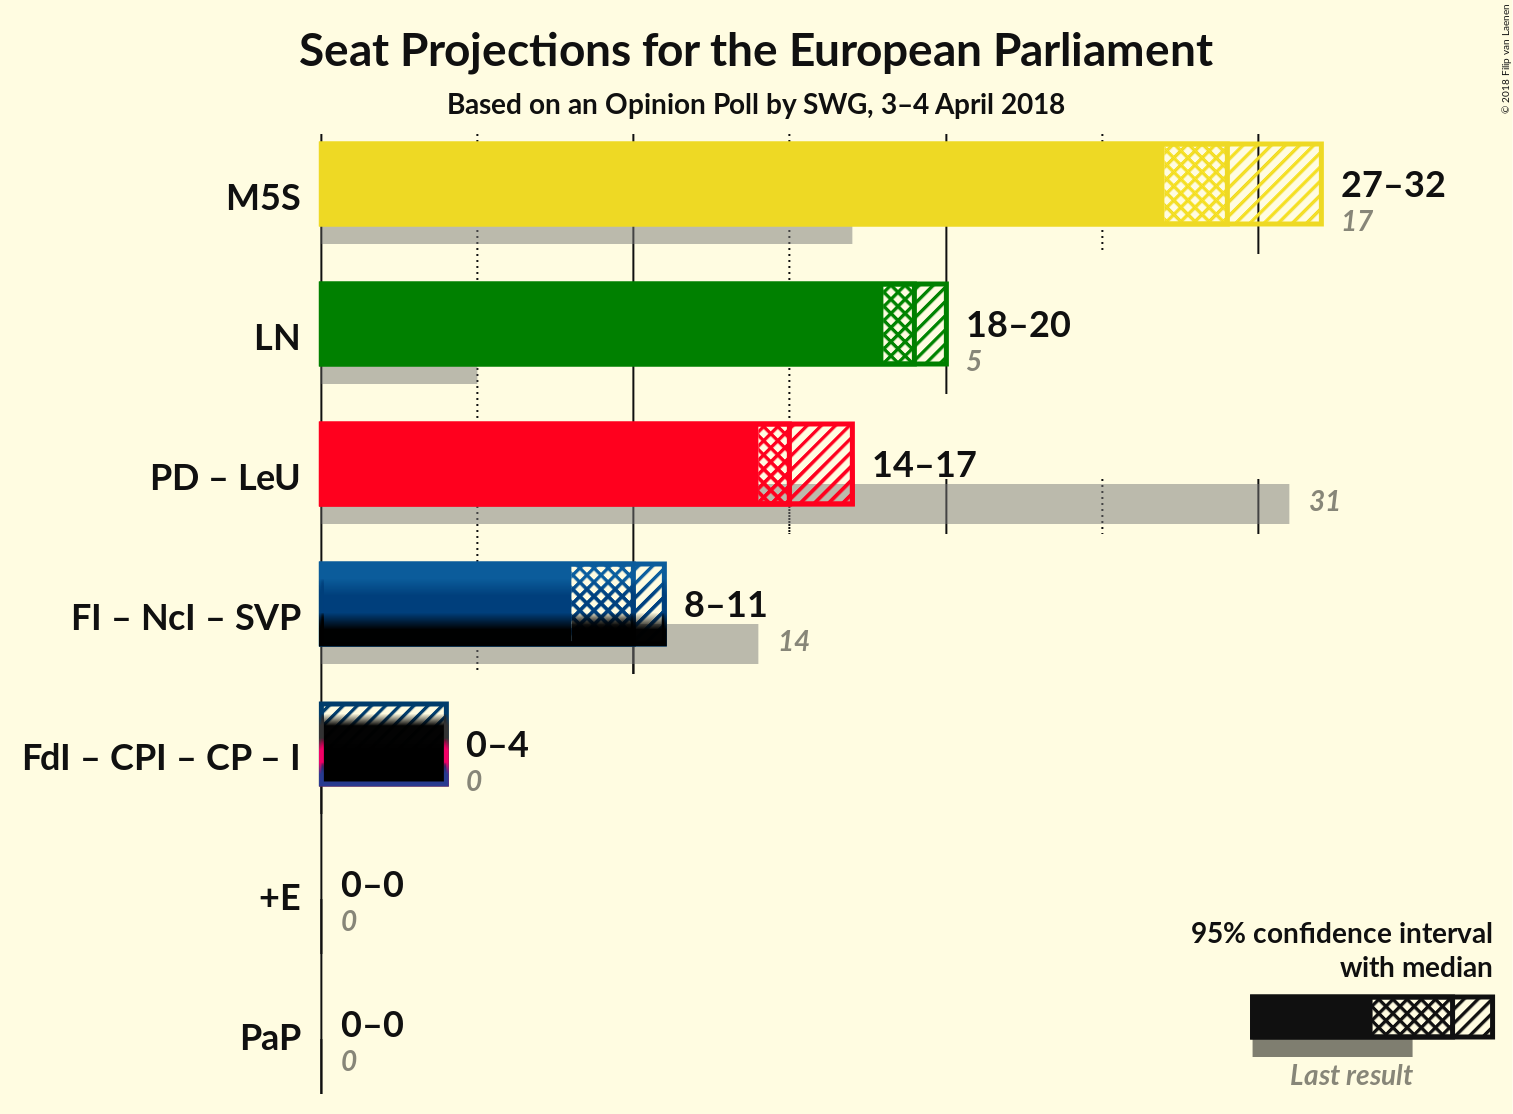 Seat Projections for the European Parliament
Based on an Opinion Poll by SWG, 3–4 April 2018
© 2018 Filip van Laenen
M5S
27–32
17
LN
18–20
5
PD – LeU
14–17
31
FI – NcI – SVP
8–11
14
FdI – CPI – CP – I
0–4
0
+E
0–0
0
PaP
0–0
0
95% confidence interval
with median
Last result